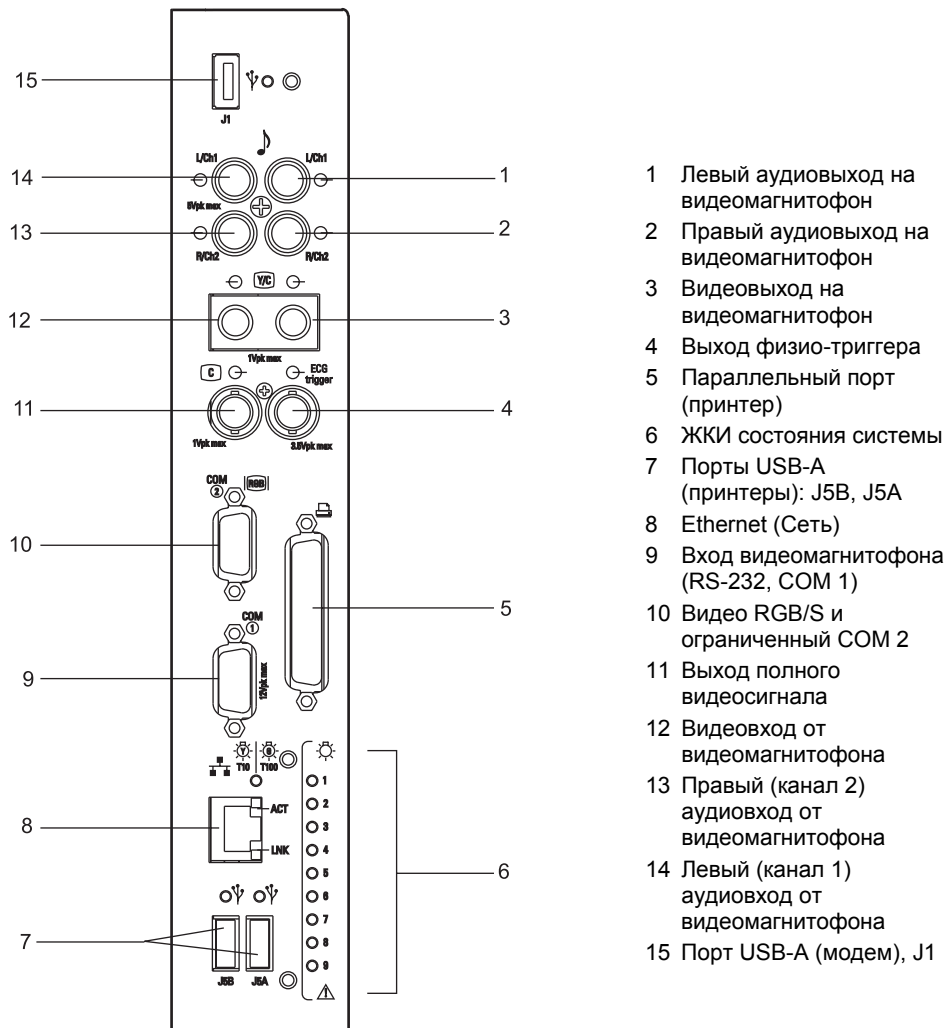 15
J1
L/Ch1
L/Ch1
14
1
5Vpk max
13
2
R/Ch2
R/Ch2
Y/C
12
3
1Vpk max
C
ECG
trigger
11
4
1Vpk max
3.5Vpk max
COM
2
RGB
10
5
COM
1
9
12Vpk max
Y
T10
G
T100
1
2
3
4
5
6
7
8
9
ACT
LNK
8
6
7
J5B
J5A
1 Левый аудиовыход на
видеомагнитофон
2 Правый аудиовыход на
видеомагнитофон
3 Видеовыход на
видеомагнитофон
4 Выход физио-триггера
5 Параллельный порт
(принтер)
6 ЖКИ состояния системы
7 Порты USB-A
(принтеры): J5B, J5A
8 Ethernet (Сеть)
9 Вход видеомагнитофона
(RS-232, COM 1)
10 Видео RGB/S и
ограниченный COM 2
11 Выход полного
видеосигнала
12 Видеовход от
видеомагнитофона
13 Правый (канал 2)
аудиовход от
видеомагнитофона
14 Левый (канал 1)
аудиовход от
видеомагнитофона
15 Порт USB-A (модем), J1